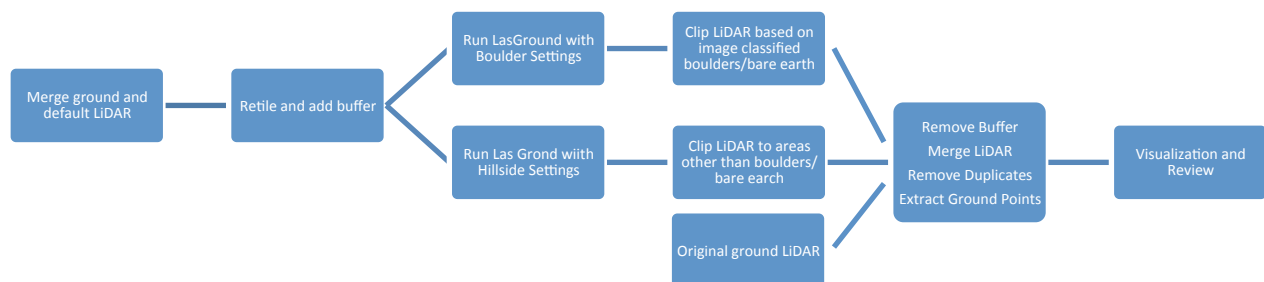 Merge ground and
default LiDAR
Retile and add buffer
Run LasGround with
Boulder Settings
Clip LiDAR based on
image classified
boulders/bare earth
Run Las Grond wiith
Hillside Settings
Clip LiDAR to areas
other than boulders/
bare earch
Original ground LiDAR
Remove Buffer
Merge LiDAR
Remove Duplicates
Extract Ground Points
Visualization and
Review